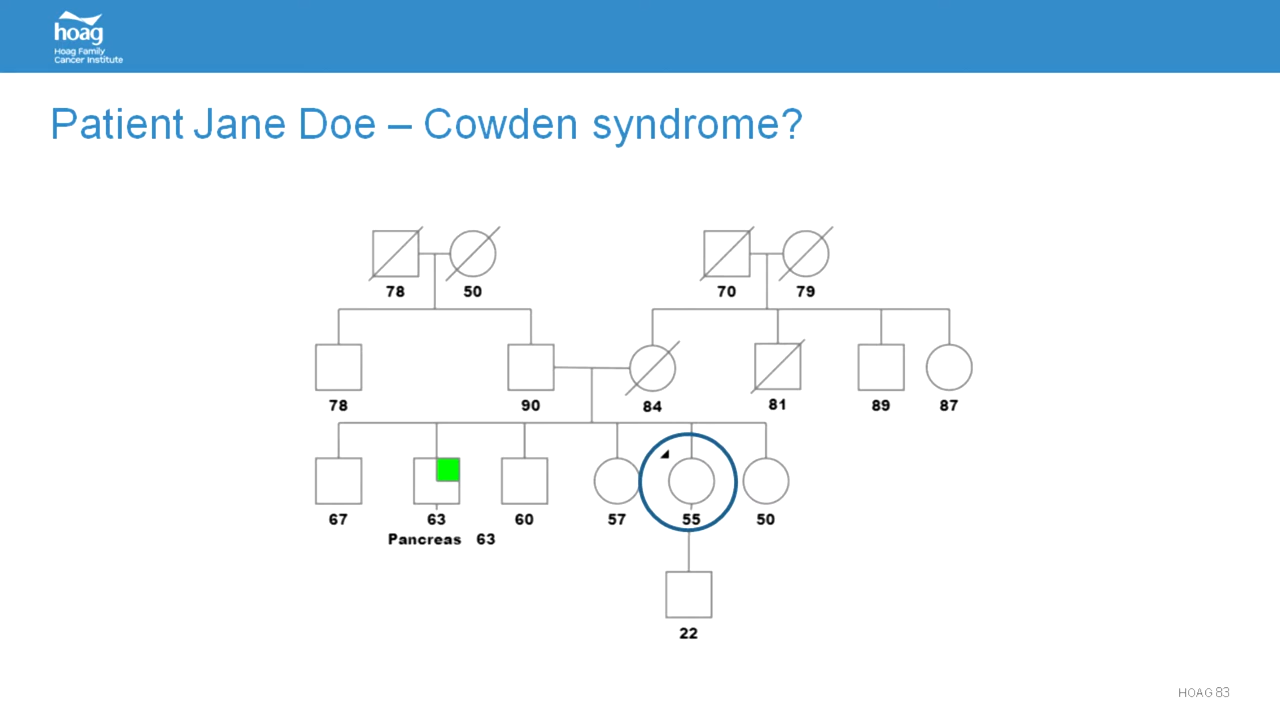 hoag
Hoag Family
Cancer Institute
Patient Jane Doe – Cowden syndrome?
78 50 70 79
78 90 84 81 89 87
67 63 60 57 55 50
Pancreas 63
22
HOAG 83